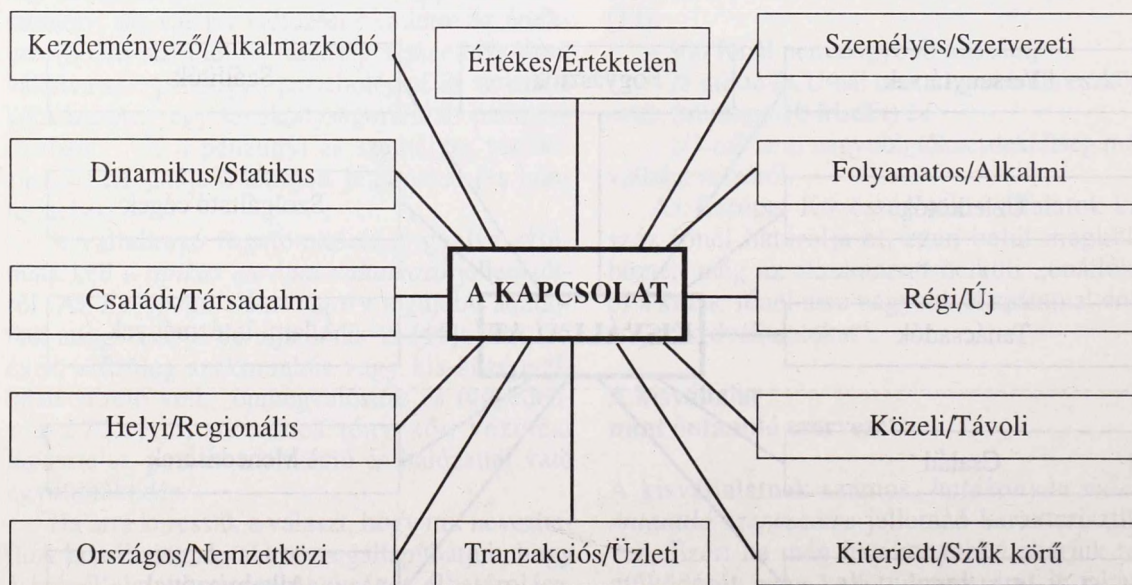 Kezdeményező/Alkalmazkodó
Értékes/Értéktelen
Személyes/Szervezeti
Dinamikus/Statikus
Folyamatos/Alkalmi
Családi/Társadalmi
A KAPCSOLAT
Régi/Új
Helyi/Regionális
Közeli/Távoli
Országos/Nemzetközi
Tranzakciós/Üzleti
Kiterjedt/Szűk körű